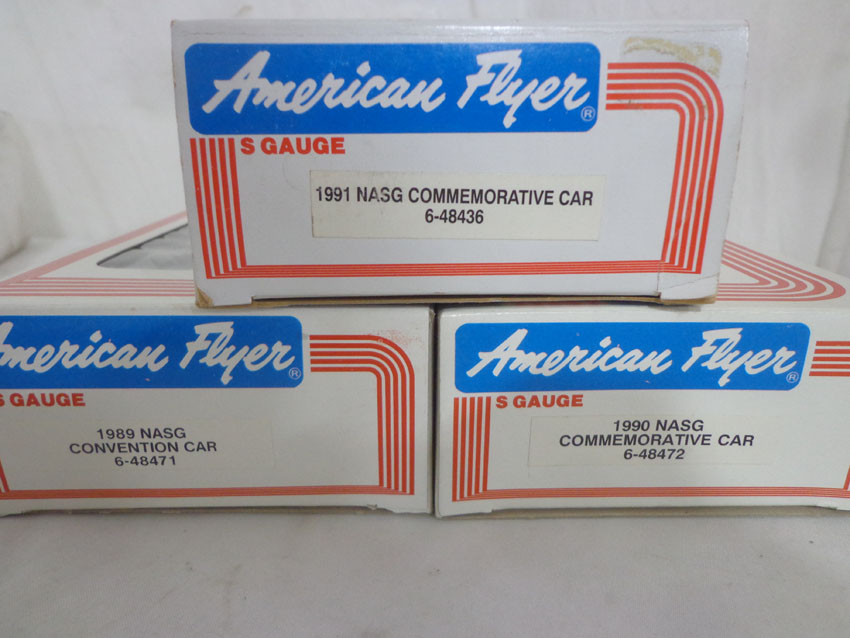 American Flyer®
S GAUGE
1991 NASG COMMEMORATIVE CAR
6-48436
American Flyer®
S GAUGE
1989 NASG
CONVENTION CAR
6-48471
American Flyer®
S GAUGE
1990 NASG
COMMEMORATIVE CAR
6-48472